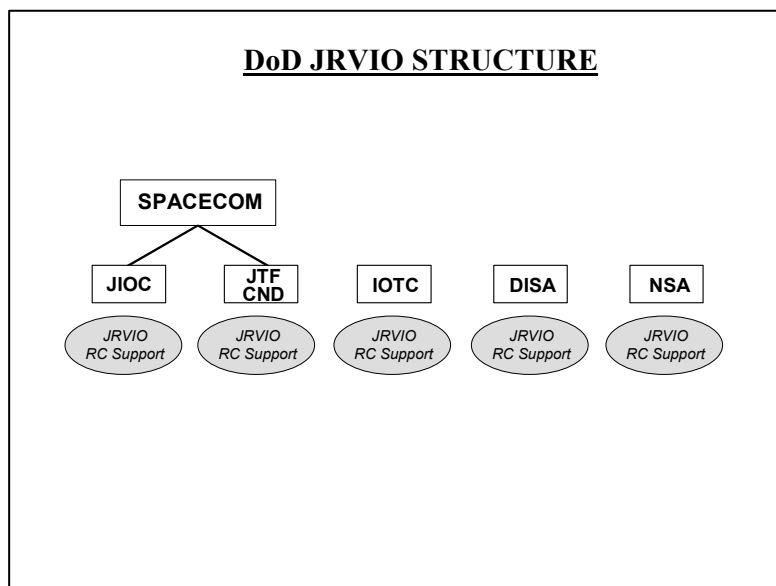 DoD JRVIO STRUCTURE
SPACECOM
JIOC
JTF
CND
IOTC
DISA
NSA
JRVIO
RC Support
JRVIO
RC Support
JRVIO
RC Support
JRVIO
RC Support
JRVIO
RC Support